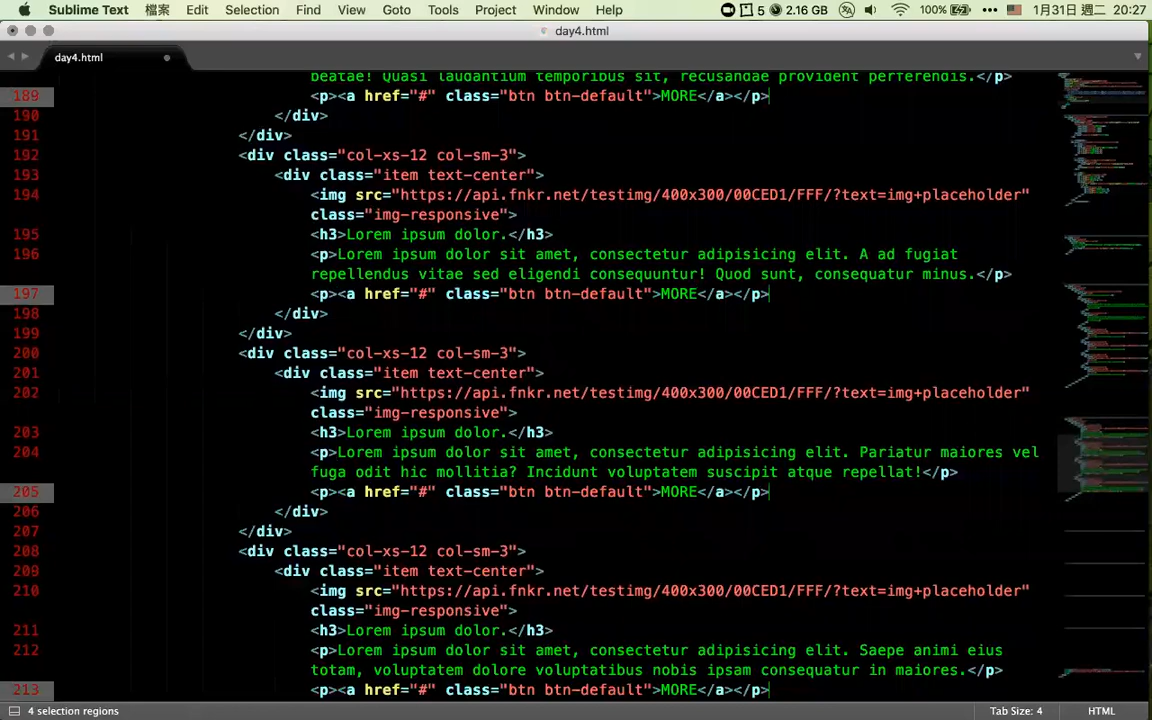 Sublime Text 檔案 Edit Selection Find View Goto Tools Project Window Help 5 2.16 GB 100% 1月31日 週二 20:27
day4.html
day4.html
beatae! Quasi laudantium temporibus sit, recusandae provident perferendis.</p>
189 <p><a href="#" class="btn btn-default">MORE</a></p>
190 </div>
191 </div>
192 <div class="col-xs-12 col-sm-3">
193 <div class="item text-center">
194 <img src="https://api.fnkr.net/testimg/400x300/00CED1/FFF/?text=img+placeholder"
class="img-responsive">
195 <h3>Lorem ipsum dolor.</h3>
196 <p>Lorem ipsum dolor sit amet, consectetur adipisicing elit. A ad fugiat
repellendus vitae sed eligendi consequuntur! Quod sunt, consequatur minus.</p>
197 <p><a href="#" class="btn btn-default">MORE</a></p>
198 </div>
199 </div>
200 <div class="col-xs-12 col-sm-3">
201 <div class="item text-center">
202 <img src="https://api.fnkr.net/testimg/400x300/00CED1/FFF/?text=img+placeholder"
class="img-responsive">
203 <h3>Lorem ipsum dolor.</h3>
204 <p>Lorem ipsum dolor sit amet, consectetur adipisicing elit. Pariatur maiores vel
fuga odit hic mollitia? Incidunt voluptatem suscipit atque repellat!</p>
205 <p><a href="#" class="btn btn-default">MORE</a></p>
206 </div>
207 </div>
208 <div class="col-xs-12 col-sm-3">
209 <div class="item text-center">
210 <img src="https://api.fnkr.net/testimg/400x300/00CED1/FFF/?text=img+placeholder"
class="img-responsive">
211 <h3>Lorem ipsum dolor.</h3>
212 <p>Lorem ipsum dolor sit amet, consectetur adipisicing elit. Saepe animi eius
totam, voluptatem dolore voluptatibus nobis ipsam consequatur in maiores.</p>
213 <p><a href="#" class="btn btn-default">MORE</a></p>
4 selection regions Tab Size: 4 HTML